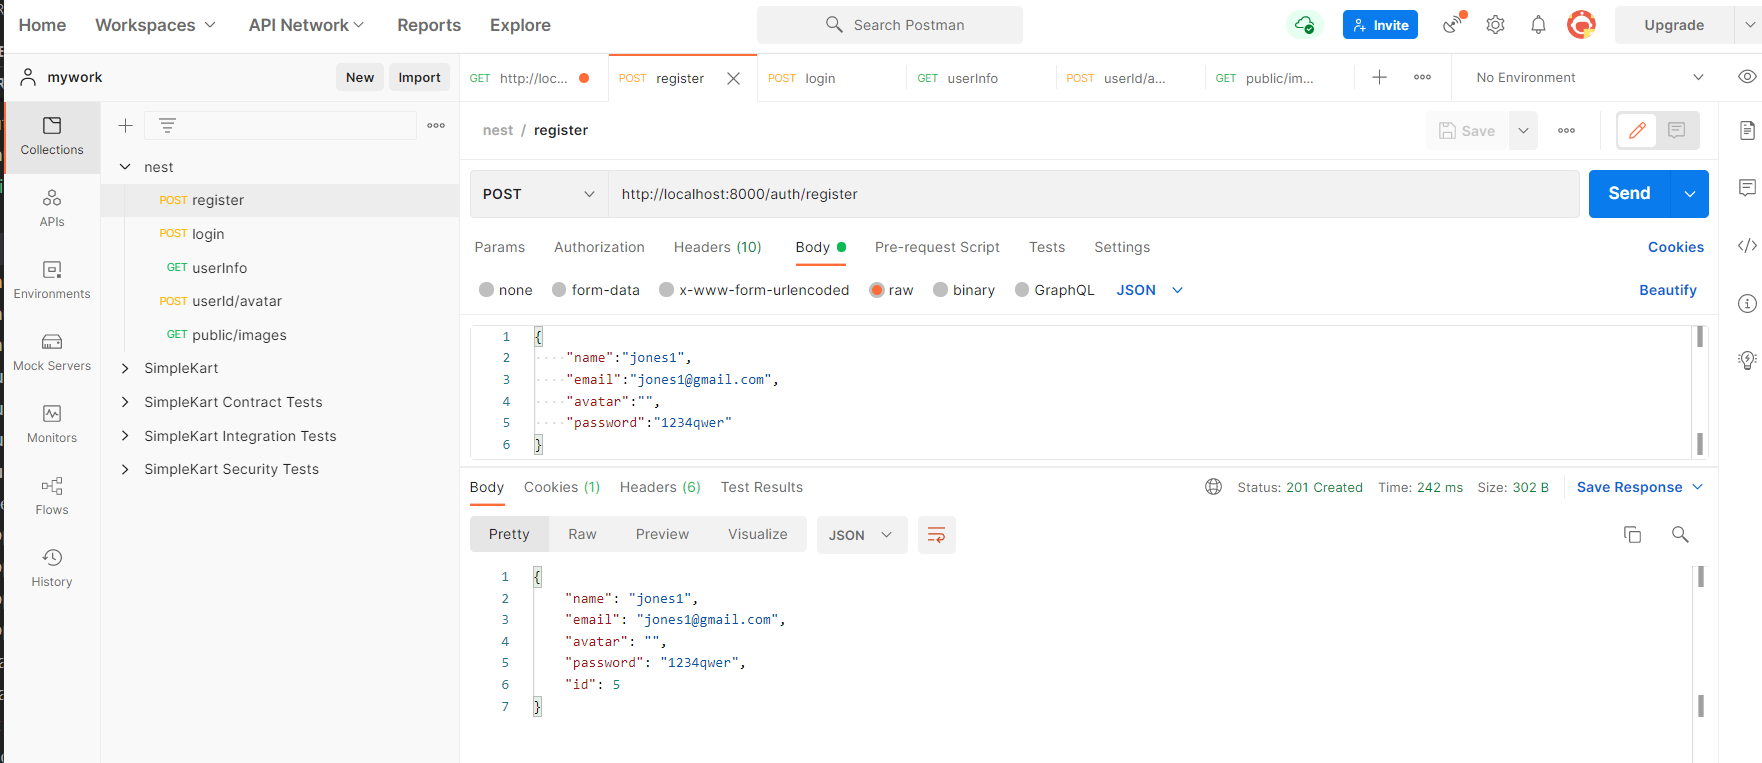 Home Workspaces API Network Reports Explore Search Postman Invite Upgrade
mywork New Import GET http://loc... POST register POST login GET userInfo POST userId/a... GET public/im... No Environment
Collections
APIs
Environments
Mock Servers
Monitors
Flows
History
nest
POST register
POST login
GET userInfo
POST userId/avatar
GET public/images
SimpleKart
SimpleKart Contract Tests
SimpleKart Integration Tests
SimpleKart Security Tests
nest / register Save
POST http://localhost:8000/auth/register Send
Params Authorization Headers (10) Body Pre-request Script Tests Settings Cookies
none form-data x-www-form-urlencoded raw binary GraphQL JSON Beautify
1 {
2 "name":"jones1",
3 "email":"jones1@gmail.com",
4 "avatar":"",
5 "password":"1234qwer"
6 }
Body Cookies (1) Headers (6) Test Results Status: 201 Created Time: 242 ms Size: 302 B Save Response
Pretty Raw Preview Visualize JSON
1 {
2 "name": "jones1",
3 "email": "jones1@gmail.com",
4 "avatar": "",
5 "password": "1234qwer",
6 "id": 5
7 }